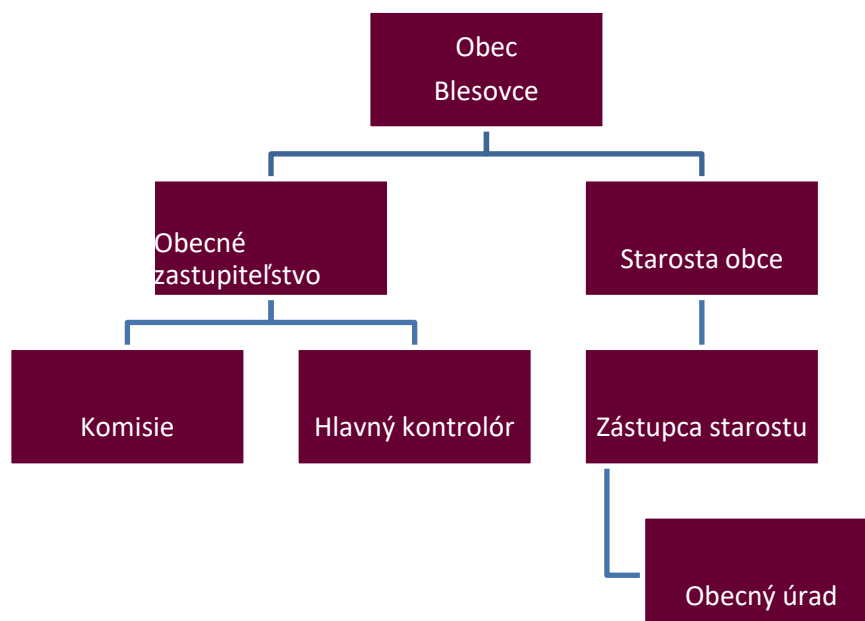 Obec
Blesovce
Obecné
zastupiteľstvo
Starosta obce
Komisie
Hlavný kontrolór
Zástupca starostu
Obecný úrad